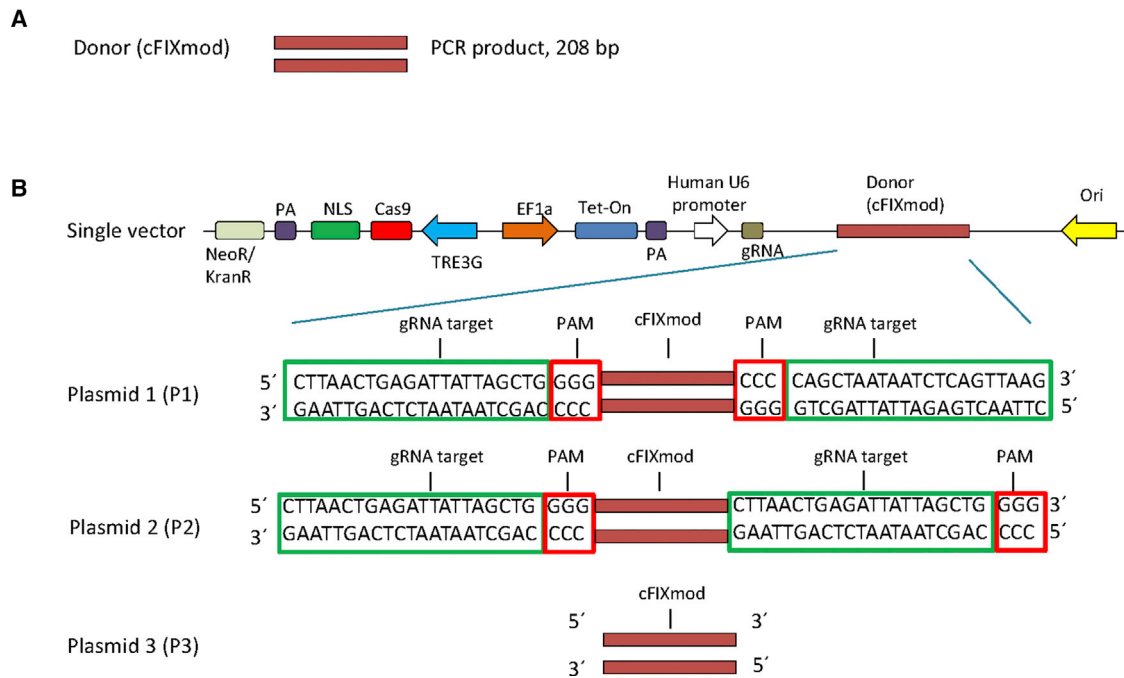 A
Donor (cFIXmod)
PCR product, 208 bp
B
Single vector
NeoR/
KranR
PA
NLS
Cas9
TRE3G
EF1a
Tet-On
PA
Human U6
promoter
gRNA
Donor
(cFIXmod)
Ori
gRNA target
PAM
cFIXmod
PAM
gRNA target
Plasmid 1 (P1)
5´ CTTAACTGAGATTATTAGCTG GGG CCC CAGCTAATAATCTCAGTTAAG 3´
3´ GAATTGACTCTAATAATCGAC CCC GGG GTCGATTATTAGAGTCAATTC 5´
gRNA target
PAM
cFIXmod
gRNA target
PAM
Plasmid 2 (P2)
5´ CTTAACTGAGATTATTAGCTG GGG CTTAACTGAGATTATTAGCTG GGG 3´
3´ GAATTGACTCTAATAATCGAC CCC GAATTGACTCTAATAATCGAC CCC 5´
cFIXmod
Plasmid 3 (P3)
5´ 3´
3´ 5´